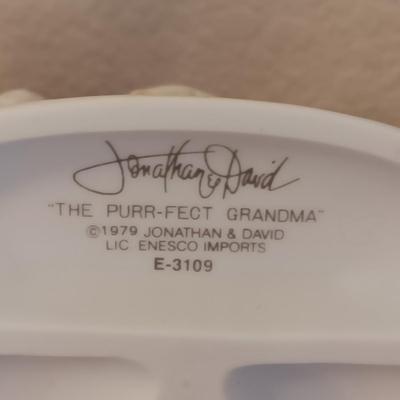 Jonathan & David
"THE PURR-FECT GRANDMA"
©1979 JONATHAN & DAVID
LIC ENESCO IMPORTS
E-3109